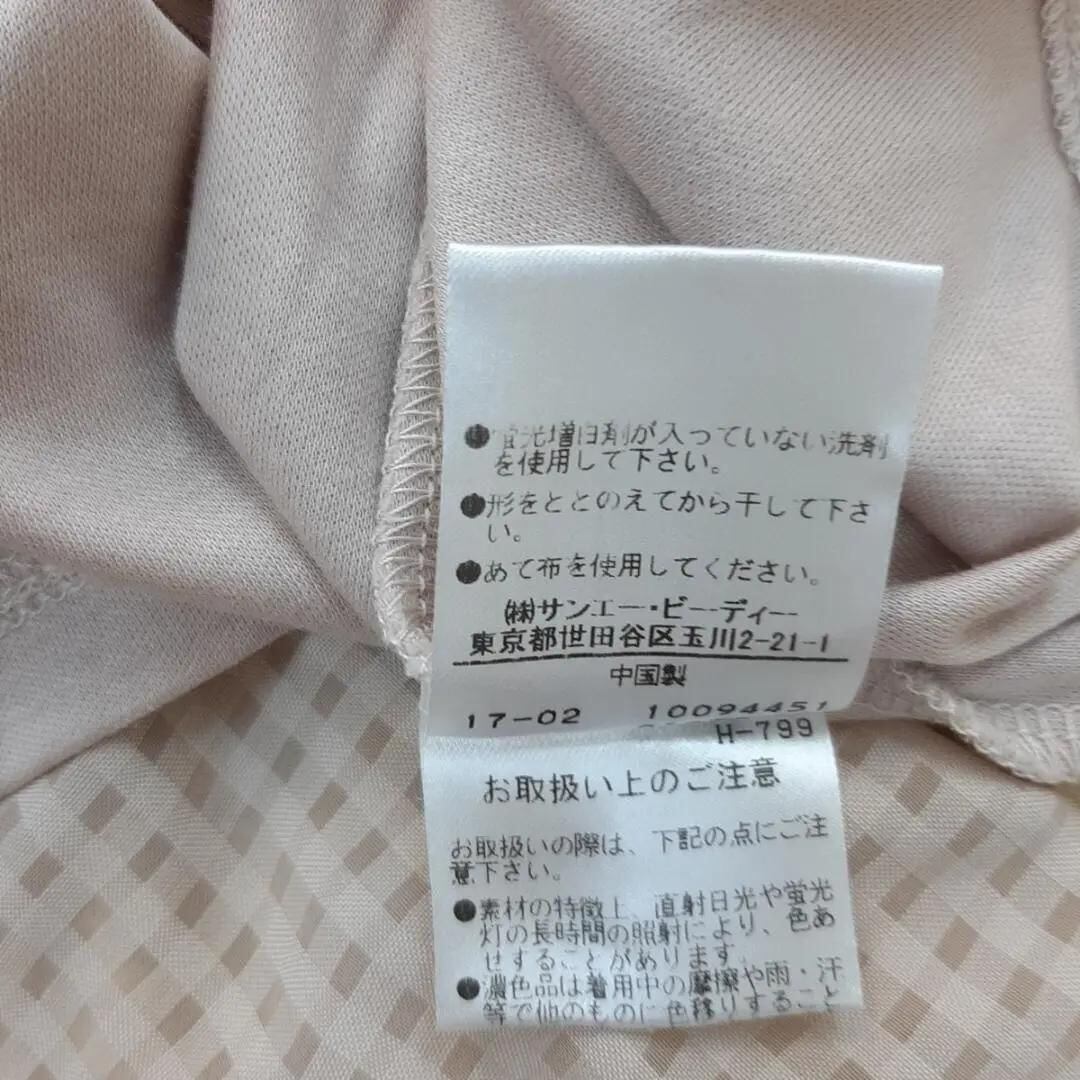 ●蛍光増白剤が入っていない洗剤
を使用して下さい。
●形をととのえてから干して下さ
い。
●あて布を使用してください。
(株)サンエー・ビーディー
東京都世田谷区玉川2-21-1
中国製
17-02 10094451
H-799
お取扱い上のご注意
お取扱いの際は、下記の点にご注
意下さい。
●素材の特徴上、直射日光や蛍光
灯の長時間の照射により、色あ
せすることがあります。
●濃色品は着用中の摩擦や雨・汗
等で他のものに色移りすること